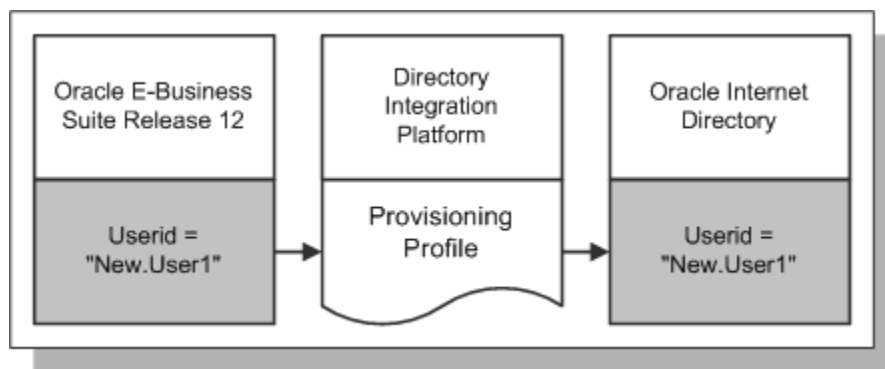 Oracle E-Business
Suite Release 12
Directory
Integration
Platform
Oracle Internet
Directory
Userid =
"New.User1"
Provisioning
Profile
Userid =
"New.User1"